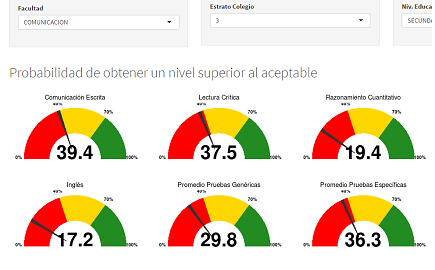 Facultad
Estrato Colegio
Niv. Educa
COMUNICACION
3
SECUND
Probabilidad de obtener un nivel superior al aceptable
Comunicación Escrita
Lectura Crítica
Razonamiento Cuantitativo
40%
70%
40%
70%
40%
70%
0%
39.4
100%
0%
37.5
100%
0%
19.4
100%
Inglés
Promedio Pruebas Genéricas
Promedio Pruebas Específicas
40%
70%
40%
70%
40%
70%
0%
17.2
100%
0%
29.8
100%
0%
36.3
100%